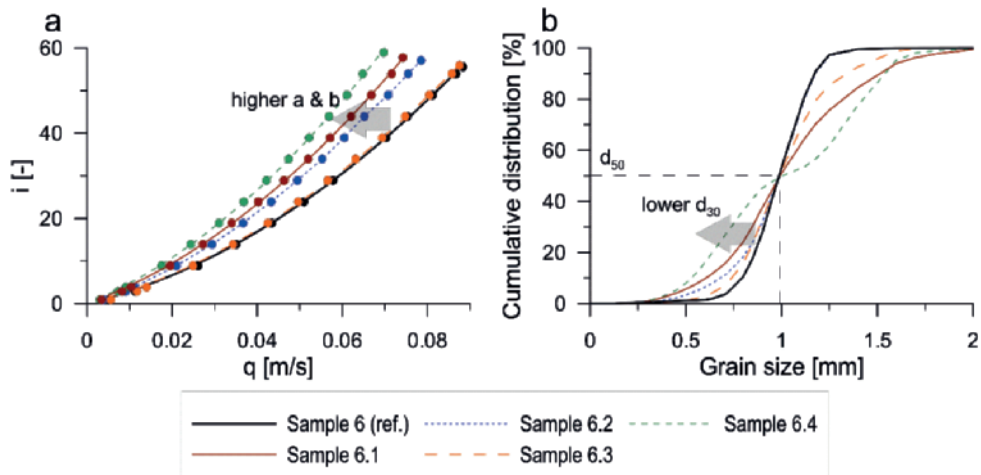 a
b
60
40
20
0
i [-]
higher a & b
0
0.02
0.04
0.06
0.08
q [m/s]
100
80
60
40
20
0
Cumulative distribution [%]
d₅₀
lower d₃₀
0
0.5
1
1.5
2
Grain size [mm]
Sample 6 (ref.)
Sample 6.2
Sample 6.4
Sample 6.1
Sample 6.3